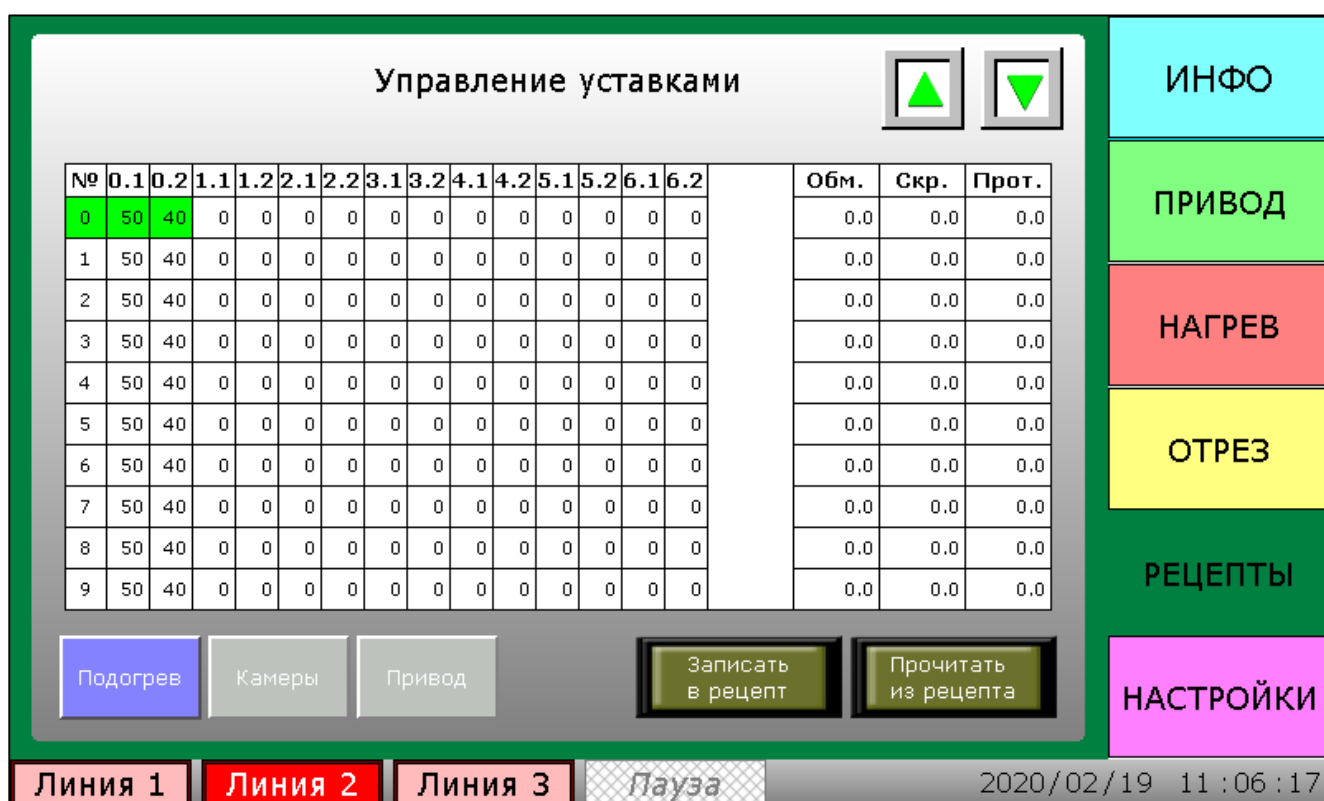 Управление уставками
№ 0.1 0.2 1.1 1.2 2.1 2.2 3.1 3.2 4.1 4.2 5.1 5.2 6.1 6.2 Обм. Скр. Прот.
0 50 40 0 0 0 0 0 0 0 0 0 0 0 0 0.0 0.0 0.0
1 50 40 0 0 0 0 0 0 0 0 0 0 0 0 0.0 0.0 0.0
2 50 40 0 0 0 0 0 0 0 0 0 0 0 0 0.0 0.0 0.0
3 50 40 0 0 0 0 0 0 0 0 0 0 0 0 0.0 0.0 0.0
4 50 40 0 0 0 0 0 0 0 0 0 0 0 0 0.0 0.0 0.0
5 50 40 0 0 0 0 0 0 0 0 0 0 0 0 0.0 0.0 0.0
6 50 40 0 0 0 0 0 0 0 0 0 0 0 0 0.0 0.0 0.0
7 50 40 0 0 0 0 0 0 0 0 0 0 0 0 0.0 0.0 0.0
8 50 40 0 0 0 0 0 0 0 0 0 0 0 0 0.0 0.0 0.0
9 50 40 0 0 0 0 0 0 0 0 0 0 0 0 0.0 0.0 0.0
Подогрев Камеры Привод
Записать
в рецепт
Прочитать
из рецепта
ИНФО
ПРИВОД
НАГРЕВ
ОТРЕЗ
РЕЦЕПТЫ
НАСТРОЙКИ
Линия 1 Линия 2 Линия 3 Пауза 2020/02/19 11:06:17